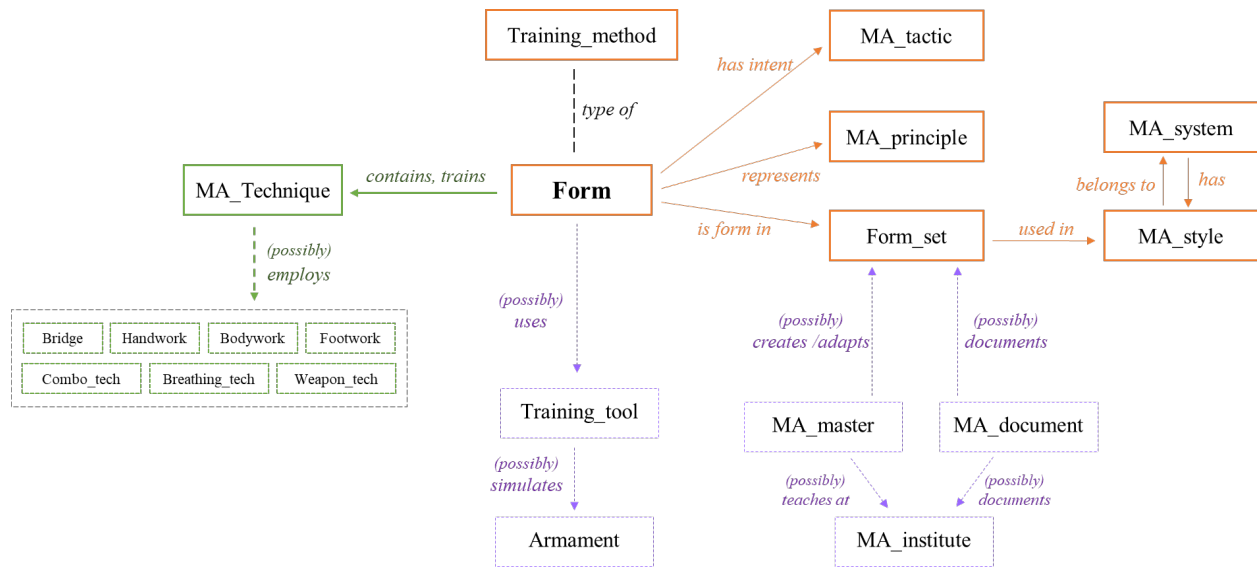 Training_method
MA_tactic
has intent
type of
MA_system
MA_principle
contains, trains
MA_Technique
Form
represents
belongs to
has
is form in
Form_set
used in
MA_style
(possibly)
employs
(possibly)
uses
(possibly)
creates /adapts
(possibly)
documents
Bridge
Handwork
Bodywork
Footwork
Combo_tech
Breathing_tech
Weapon_tech
Training_tool
MA_master
MA_document
(possibly)
simulates
(possibly)
teaches at
(possibly)
documents
Armament
MA_institute